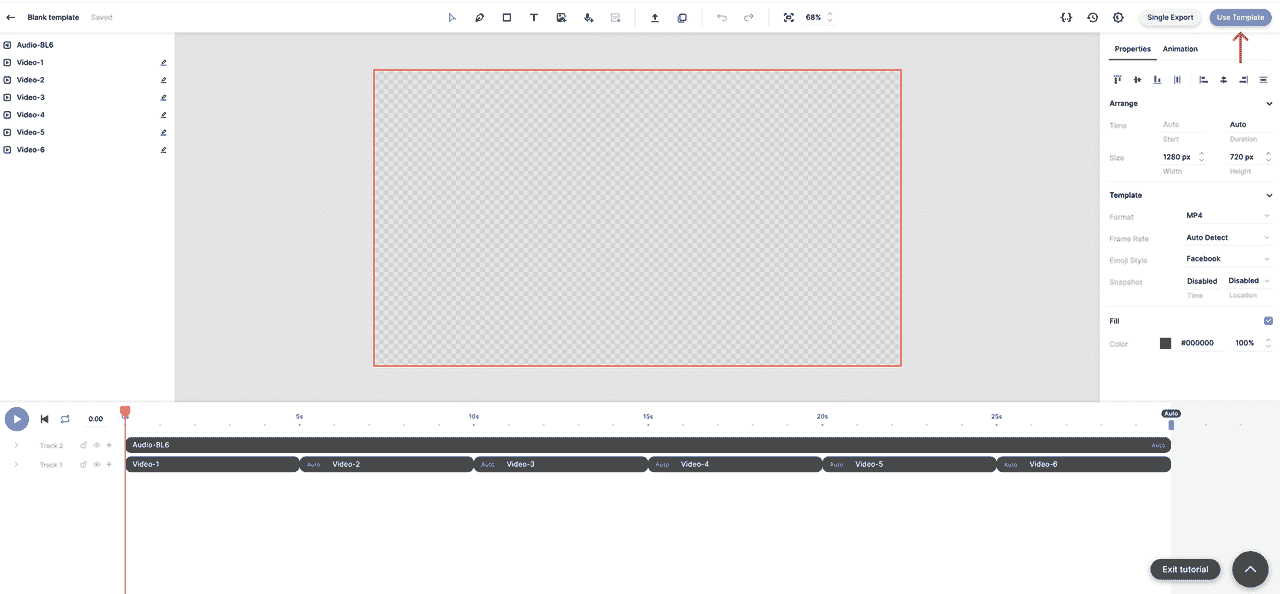 Blank template Saved 68% Single Export Use Template
Audio-8L6
Video-1
Video-2
Video-3
Video-4
Video-5
Video-6
Properties Animation
Arrange
Time Auto Auto
Start Duration
Size 1280 px 720 px
Width Height
Template
Format MP4
Frame Rate Auto Detect
Emoji Style Facebook
Snapshot Disabled Disabled
Time Location
Fill
Color #000000 100%
0:00 5s 10s 15s 20s 25s Auto
Track 2 Audio-8L6 Auto
Track 1 Video-1 Auto Video-2 Auto Video-3 Auto Video-4 Auto Video-5 Auto Video-6
Exit tutorial